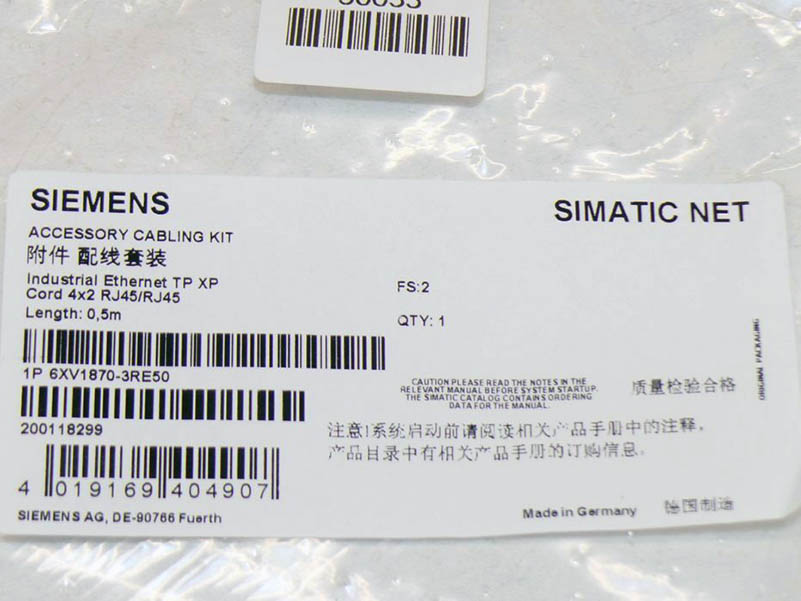 SIEMENS
SIMATIC NET
ACCESSORY CABLING KIT
附件 配线套装
Industrial Ethernet TP XP
Cord 4x2 RJ45/RJ45
Length: 0,5m
FS:2
QTY: 1
1P 6XV1870-3RE50
200118299
4 019169 404907
SIEMENS AG, DE-90766 Fuerth
CAUTION PLEASE READ THE NOTES IN THE
RELEVANT MANUAL BEFORE SYSTEM STARTUP.
THE SIMATIC CATALOG CONTAINS ORDERING
DATA FOR THE MANUAL.
质量检验合格
ORIGINAL PACKAGING
注意!系统启动前请阅读相关产品手册中的注释。
产品目录中有相关产品手册的订购信息。
Made in Germany 德国制造